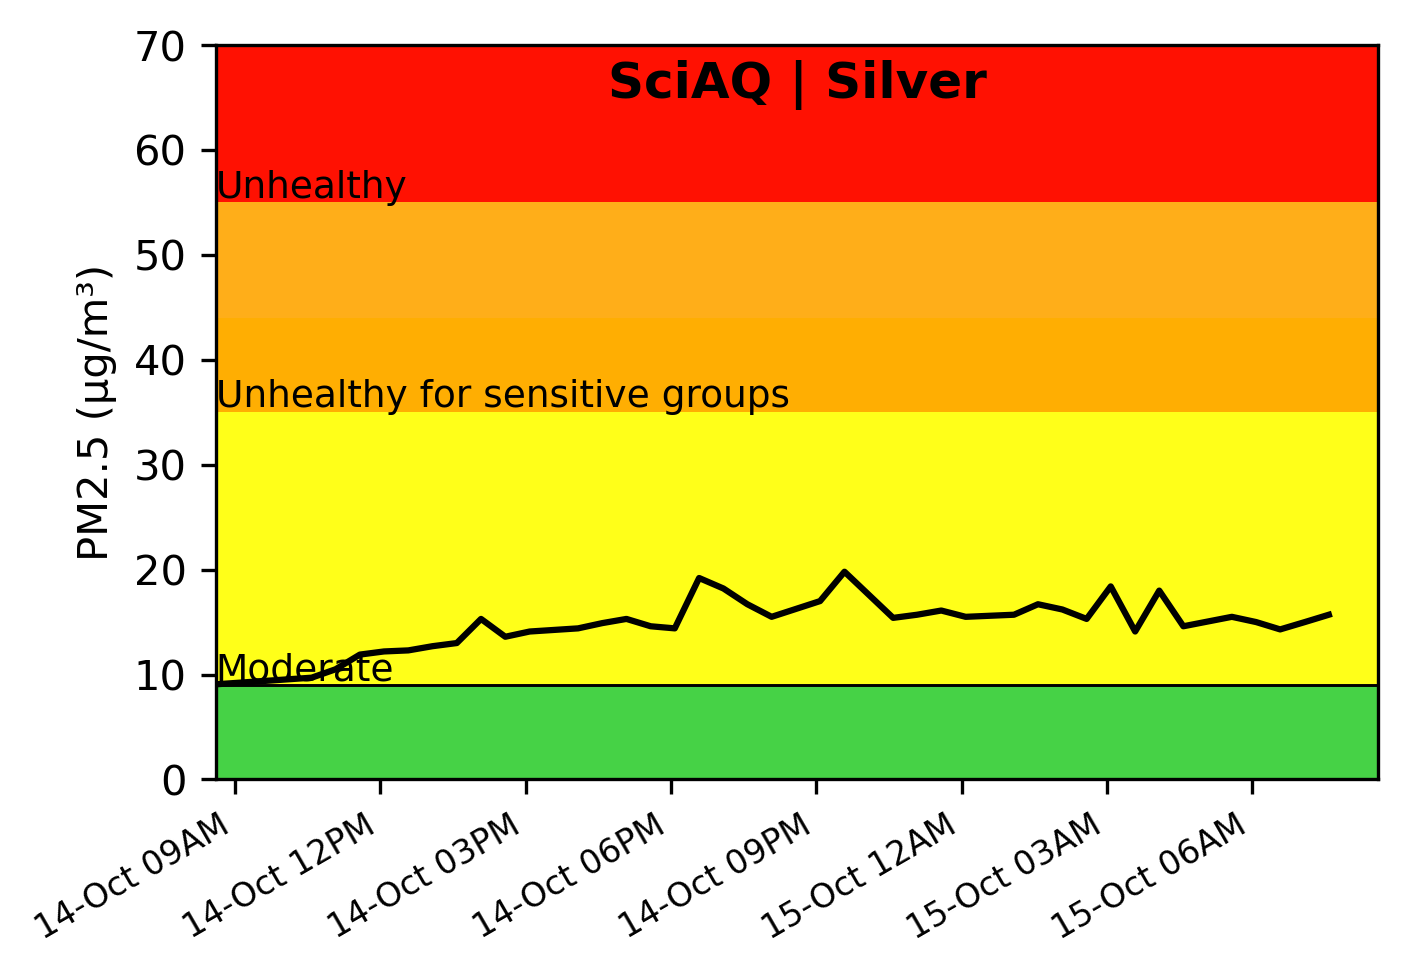 SciAQ | Silver
PM2.5 (µg/m³)
70
60
50
40
30
20
10
0
Unhealthy
Unhealthy for sensitive groups
Moderate
14-Oct 09AM
14-Oct 12PM
14-Oct 03PM
14-Oct 06PM
14-Oct 09PM
15-Oct 12AM
15-Oct 03AM
15-Oct 06AM